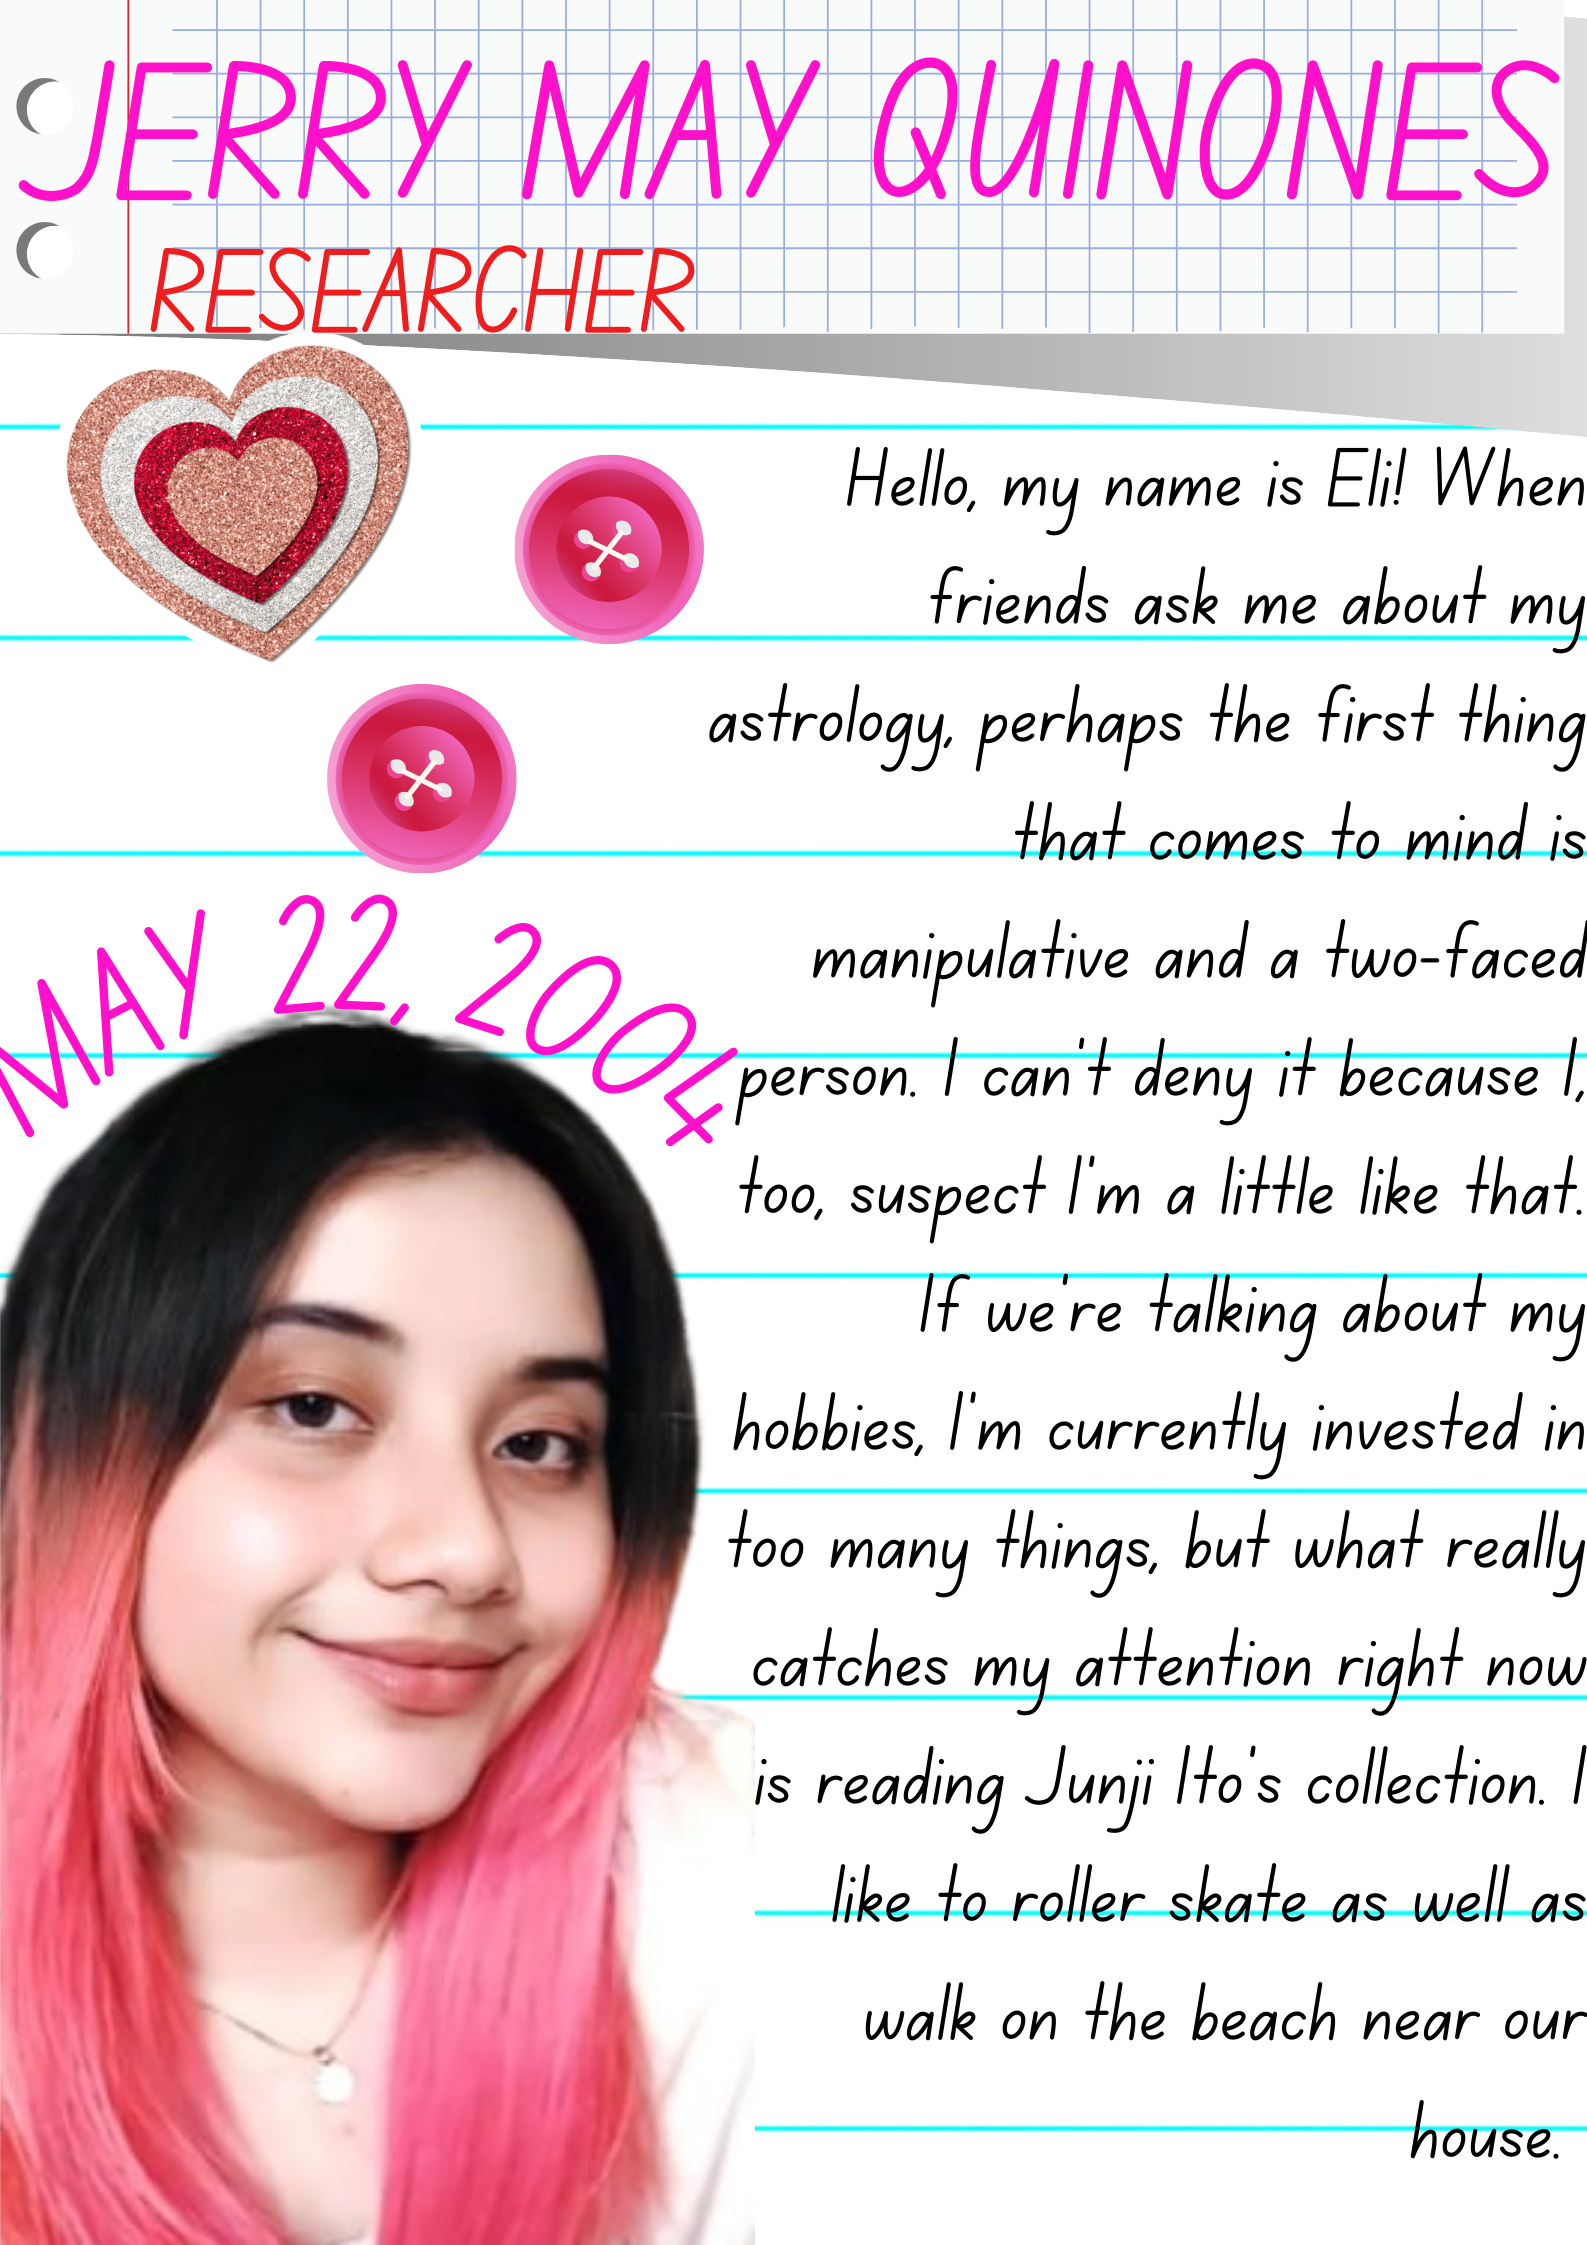 JERRY MAY QUINONES
RESEARCHER
Hello, my name is Eli! When
friends ask me about my
astrology, perhaps the first thing
that comes to mind is
manipulative and a two-faced
person. I can't deny it because I,
too, suspect I'm a little like that.
If we're talking about my
hobbies, I'm currently invested in
too many things, but what really
catches my attention right now
is reading Junji Ito's collection. I
like to roller skate as well as
walk on the beach near our
house.
MAY 22, 2004